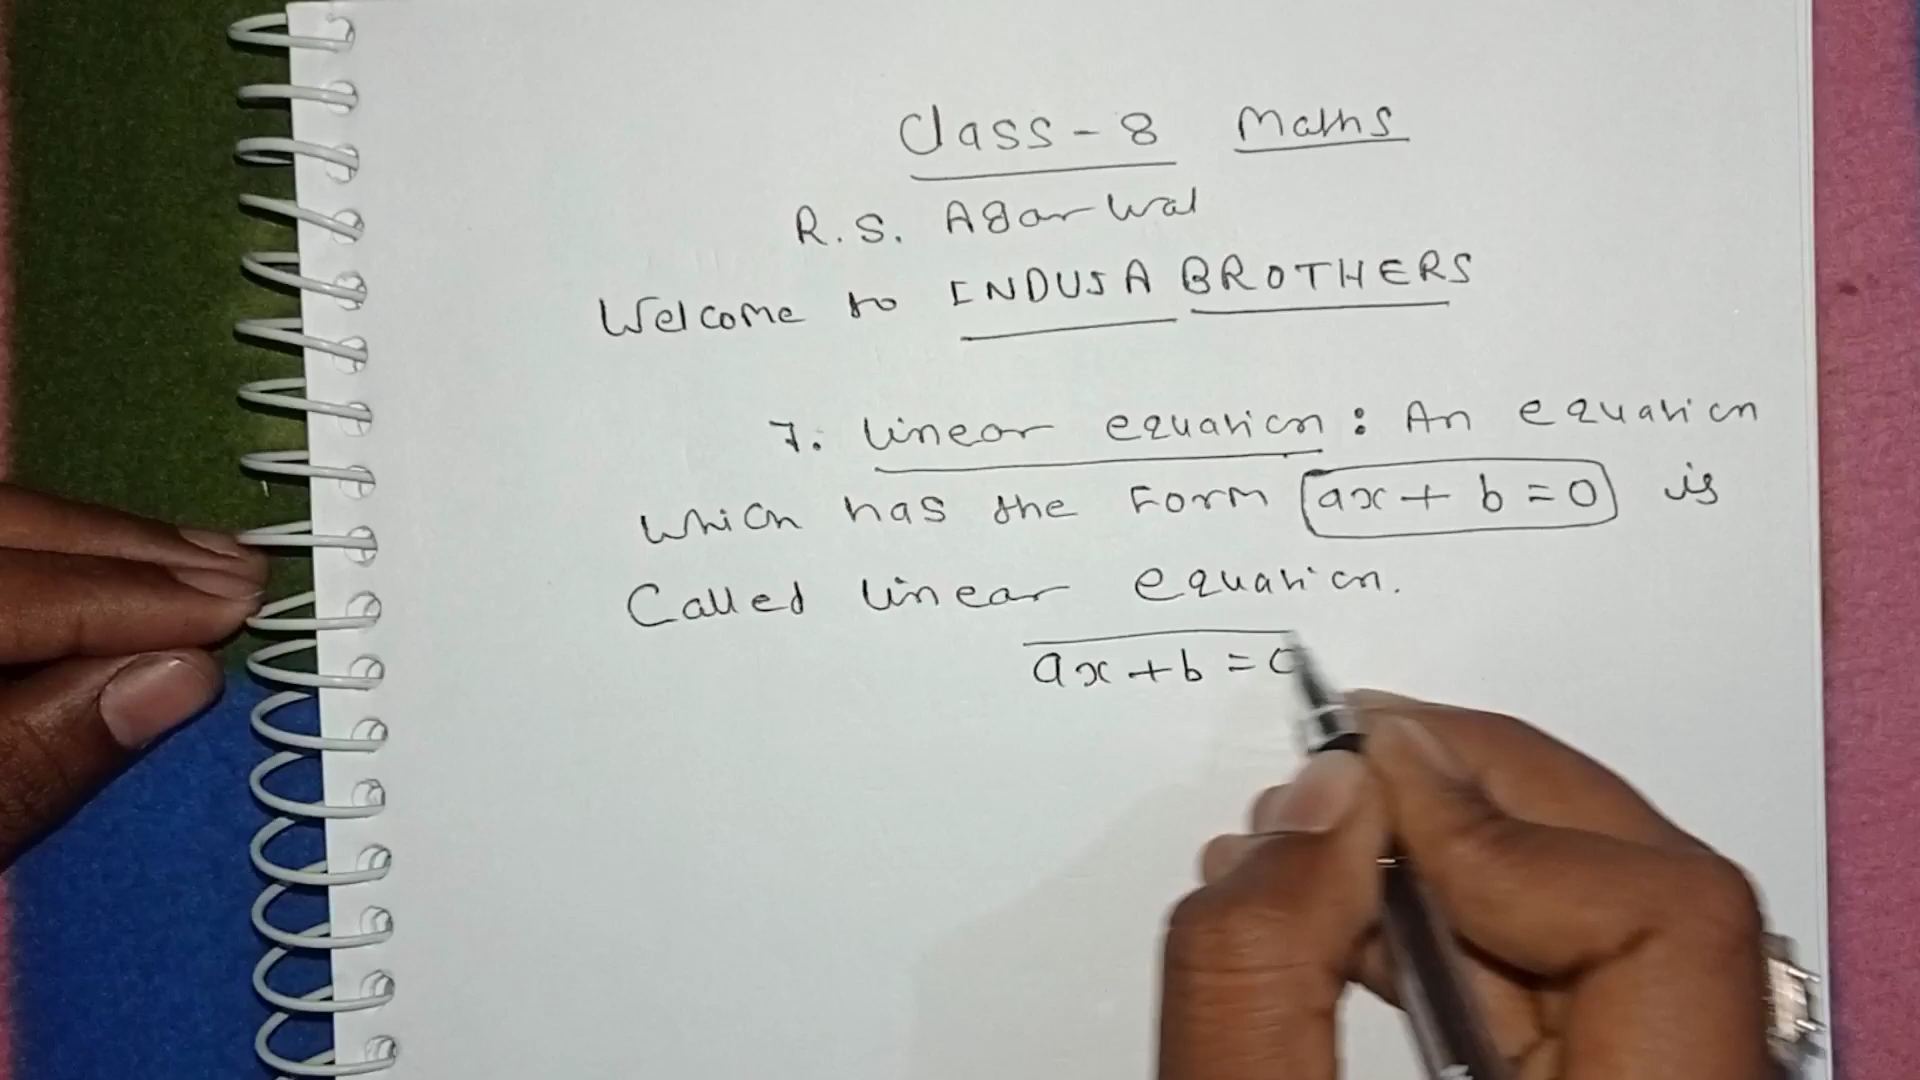 Class - 8 Maths
R.S. Agarwal
Welcome to INDUSA BROTHERS
7. linear equation : An equation
which has the Form ax + b = 0 is
Called linear equation.
ax + b = 0